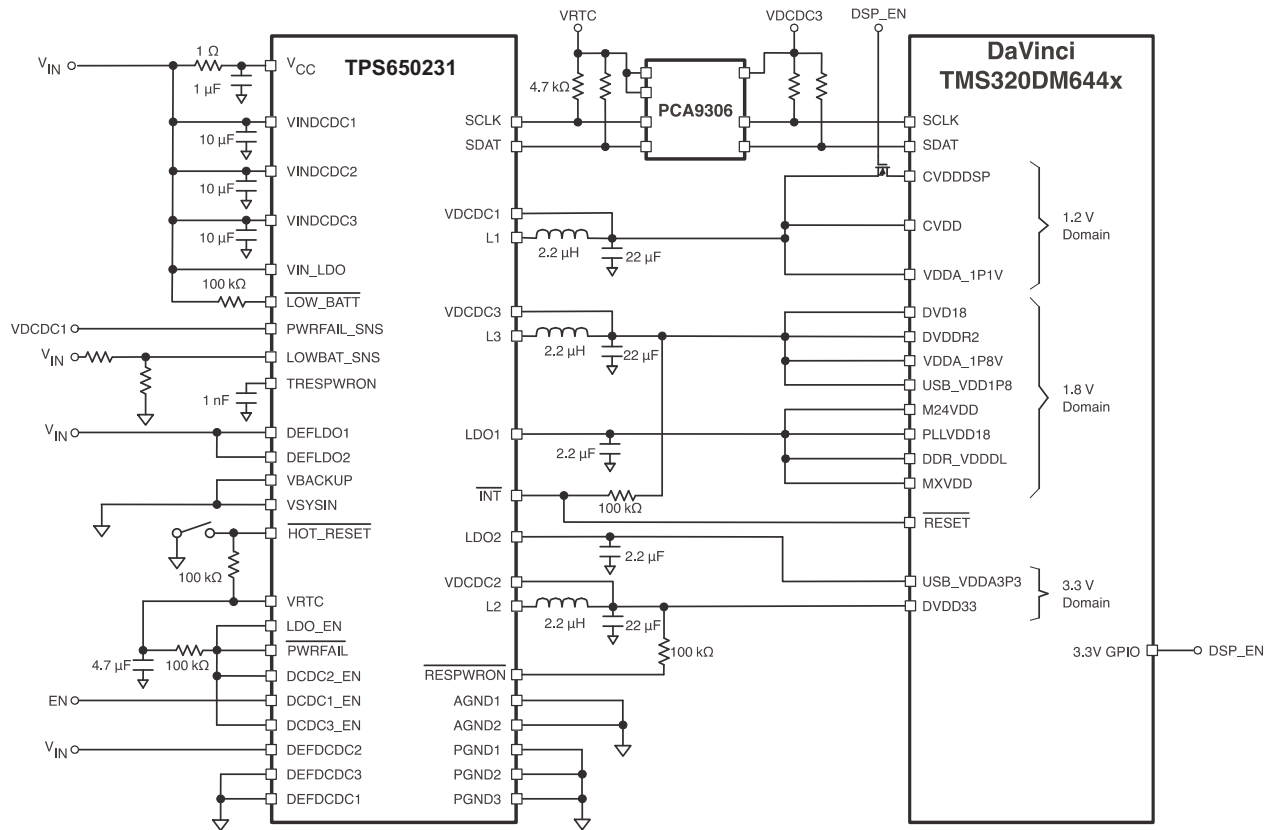 VRTC
VDCDC3
DSP_EN
VIN
1 Ω
VCC
1 µF
TPS650231
4.7 kΩ
PCA9306
DaVinci
TMS320DM644x
VINDCDC1
10 µF
SCLK
SDAT
SCLK
SDAT
VINDCDC2
10 µF
CVDDDSP
VINDCDC3
10 µF
VDCDC1
L1
2.2 µH
22 µF
CVDD
1.2 V
Domain
VIN_LDO
VDDA_1P1V
100 kΩ
LOW_BATT
VDCDC1
PWRFAIL_SNS
VDCDC3
L3
2.2 µH
22 µF
DVD18
DVDDR2
VIN
LOWBAT_SNS
VDDA_1P8V
TRESPWRON
1 nF
USB_VDD1P8
1.8 V
Domain
M24VDD
VIN
DEFLDO1
LDO1
2.2 µF
PLLVDD18
DEFLDO2
DDR_VDDDL
VBACKUP
MXVDD
VSYSIN
INT
100 kΩ
RESET
HOT_RESET
LDO2
2.2 µF
100 kΩ
VDCDC2
USB_VDDA3P3
3.3 V
Domain
VRTC
L2
2.2 µH
22 µF
DVDD33
LDO_EN
4.7 µF
100 kΩ
PWRFAIL
100 kΩ
3.3V GPIO
DSP_EN
DCDC2_EN
RESPWRON
EN
DCDC1_EN
AGND1
DCDC3_EN
AGND2
VIN
DEFDCDC2
PGND1
DEFDCDC3
PGND2
DEFDCDC1
PGND3